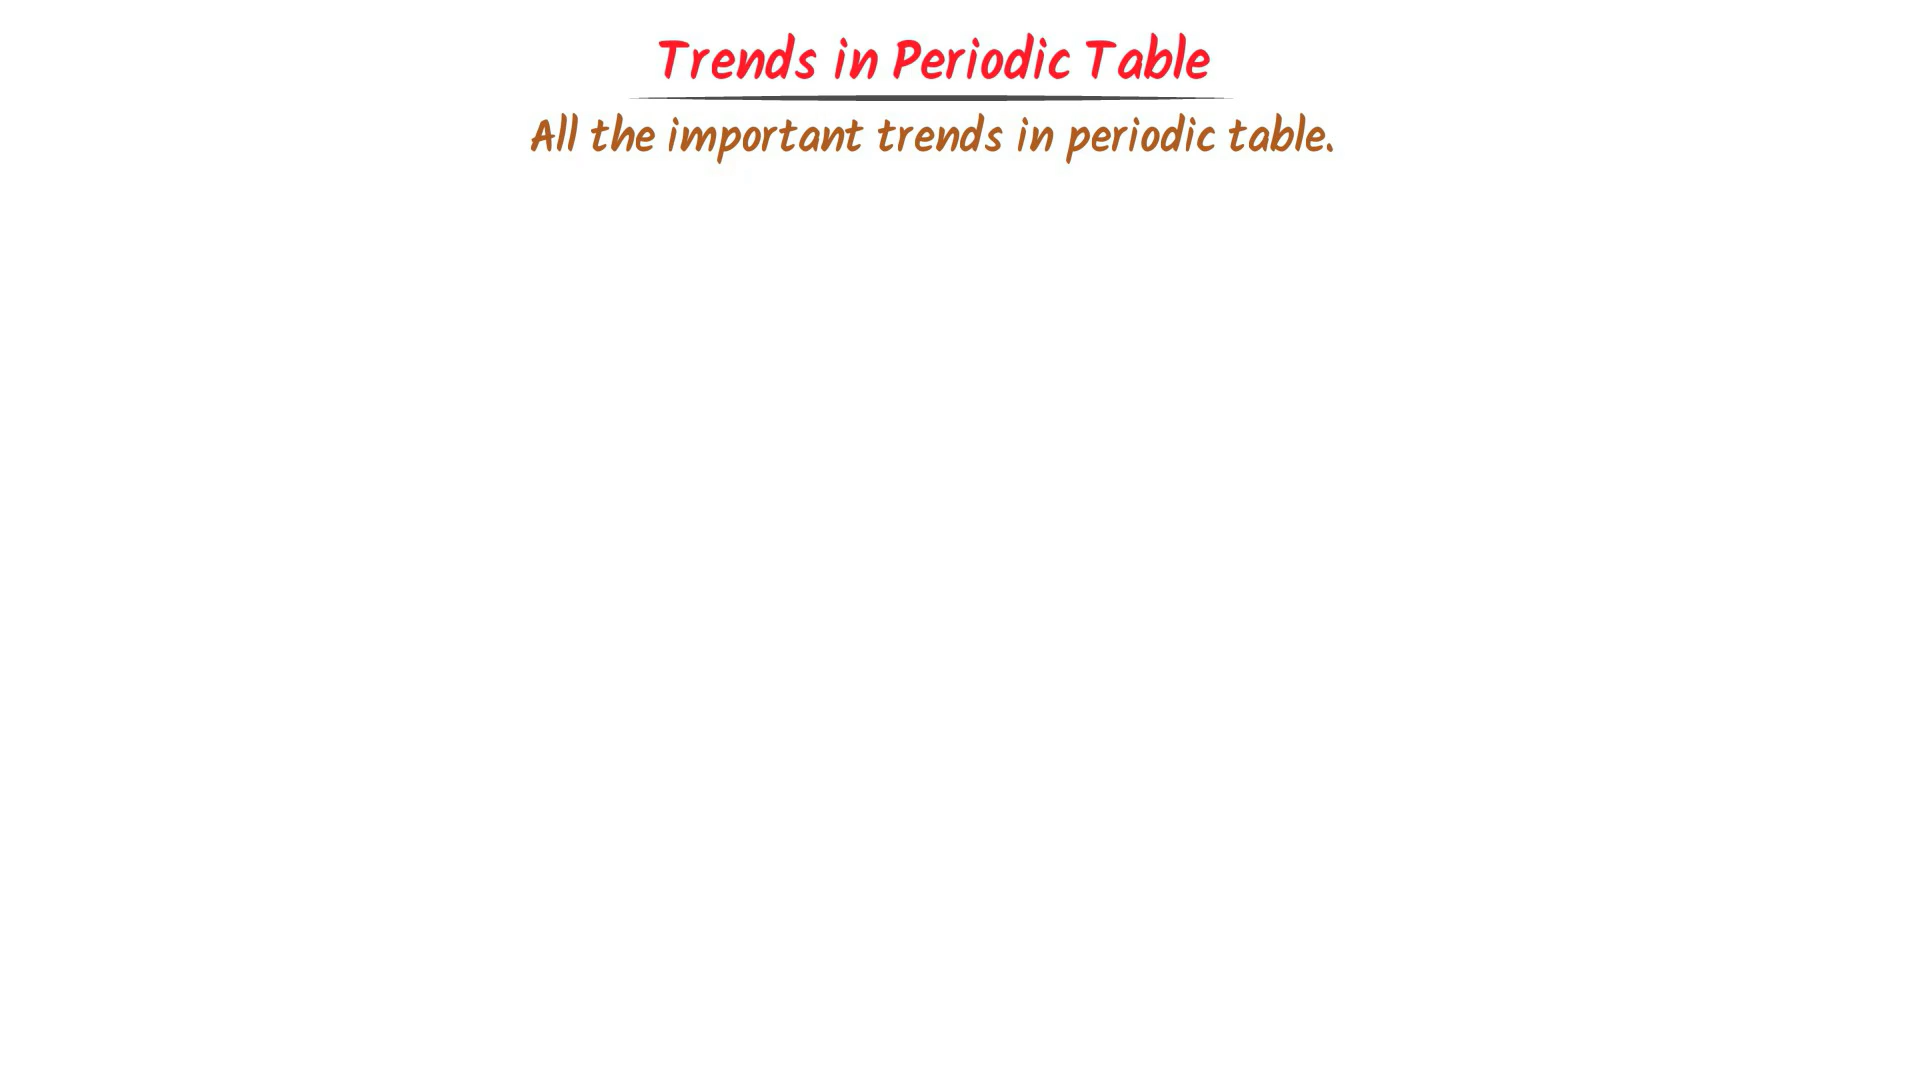 Trends in Periodic Table
All the important trends in periodic table.